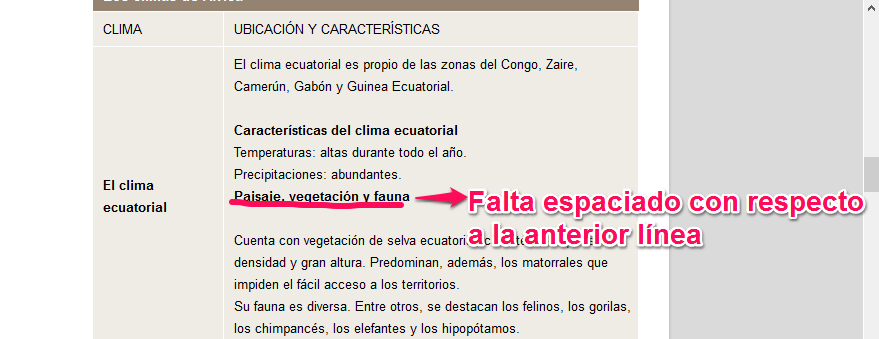 CLIMA
UBICACIÓN Y CARACTERÍSTICAS
El clima ecuatorial es propio de las zonas del Congo, Zaire,
Camerún, Gabón y Guinea Ecuatorial.
Características del clima ecuatorial
Temperaturas: altas durante todo el año.
Precipitaciones: abundantes.
El clima
ecuatorial
Paisaje, vegetación y fauna
Falta espaciado con respecto
a la anterior línea
Cuenta con vegetación de selva
densidad y gran altura. Predominan, además, los matorrales que
impiden el fácil acceso a los territorios.
Su fauna es diversa. Entre otros, se destacan los felinos, los gorilas,
los chimpancés, los elefantes y los hipopótamos.